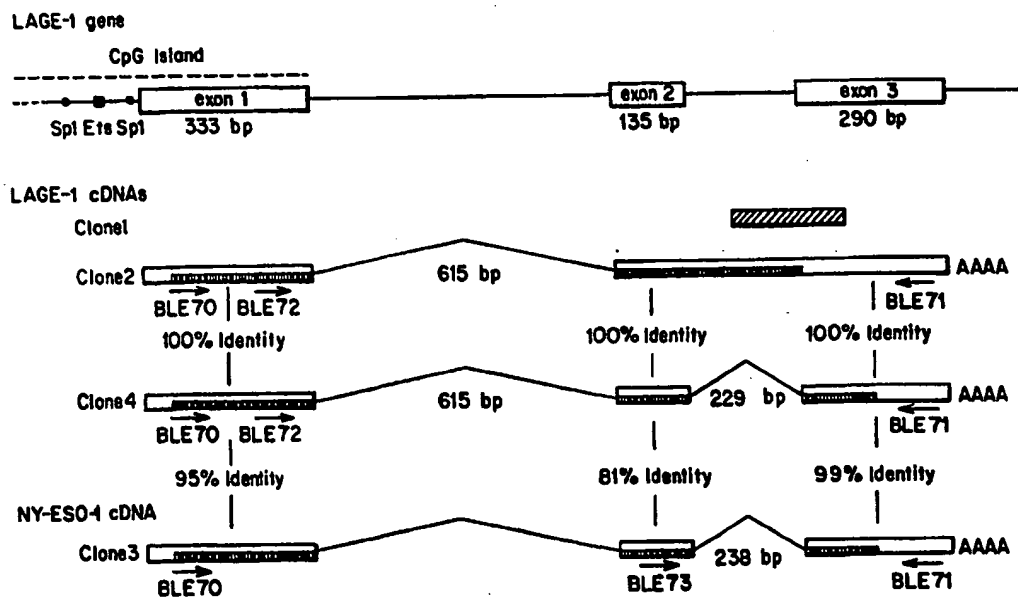 LAGE-1 gene
CpG Island
exon 1
exon 2
exon 3
Sp1 Ets Sp1
333 bp
135 bp
290 bp
LAGE-1 cDNAs
Clone1
Clone2
615 bp
AAAA
BLE70
BLE72
BLE71
100% Identity
100% Identity
100% Identity
Clone4
615 bp
229 bp
AAAA
BLE70
BLE72
BLE71
95% Identity
81% Identity
99% Identity
NY-ESO-1 cDNA
Clone3
238 bp
AAAA
BLE70
BLE73
BLE71